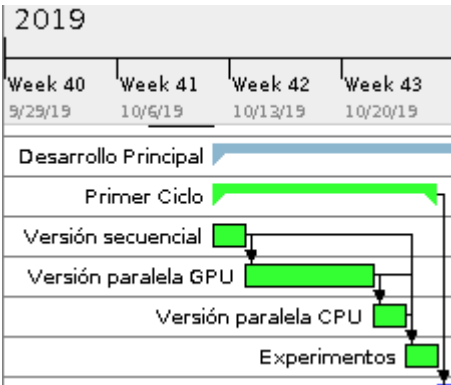 2019
Week 40 Week 41 Week 42 Week 43
9/29/19 10/6/19 10/13/19 10/20/19
Desarrollo Principal
Primer Ciclo
Versión secuencial
Versión paralela GPU
Versión paralela CPU
Experimentos